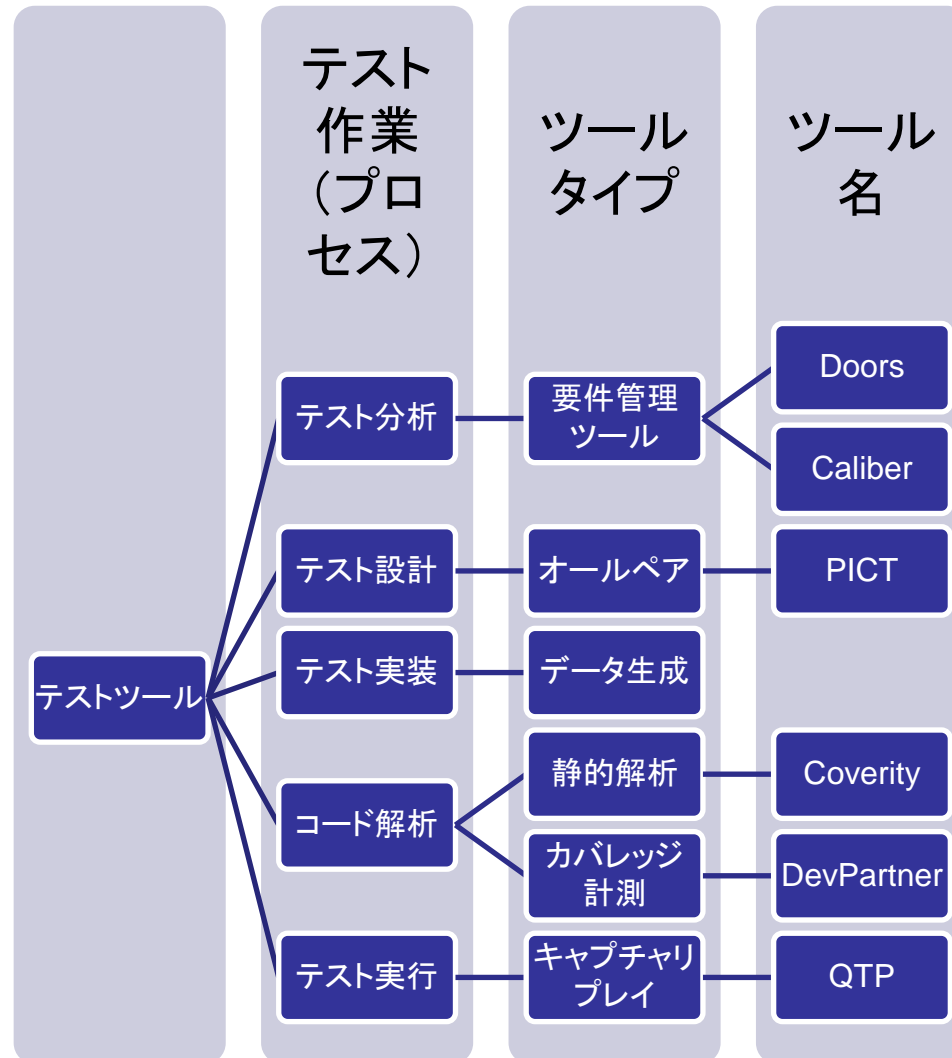 テスト
作業
（プロ
セス）
ツール
タイプ
ツール
名
テストツール
テスト分析
要件管理
ツール
Doors
Caliber
テスト設計
オールペア
PICT
テスト実装
データ生成
コード解析
静的解析
Coverity
カバレッジ
計測
DevPartner
テスト実行
キャプチャリ
プレイ
QTP